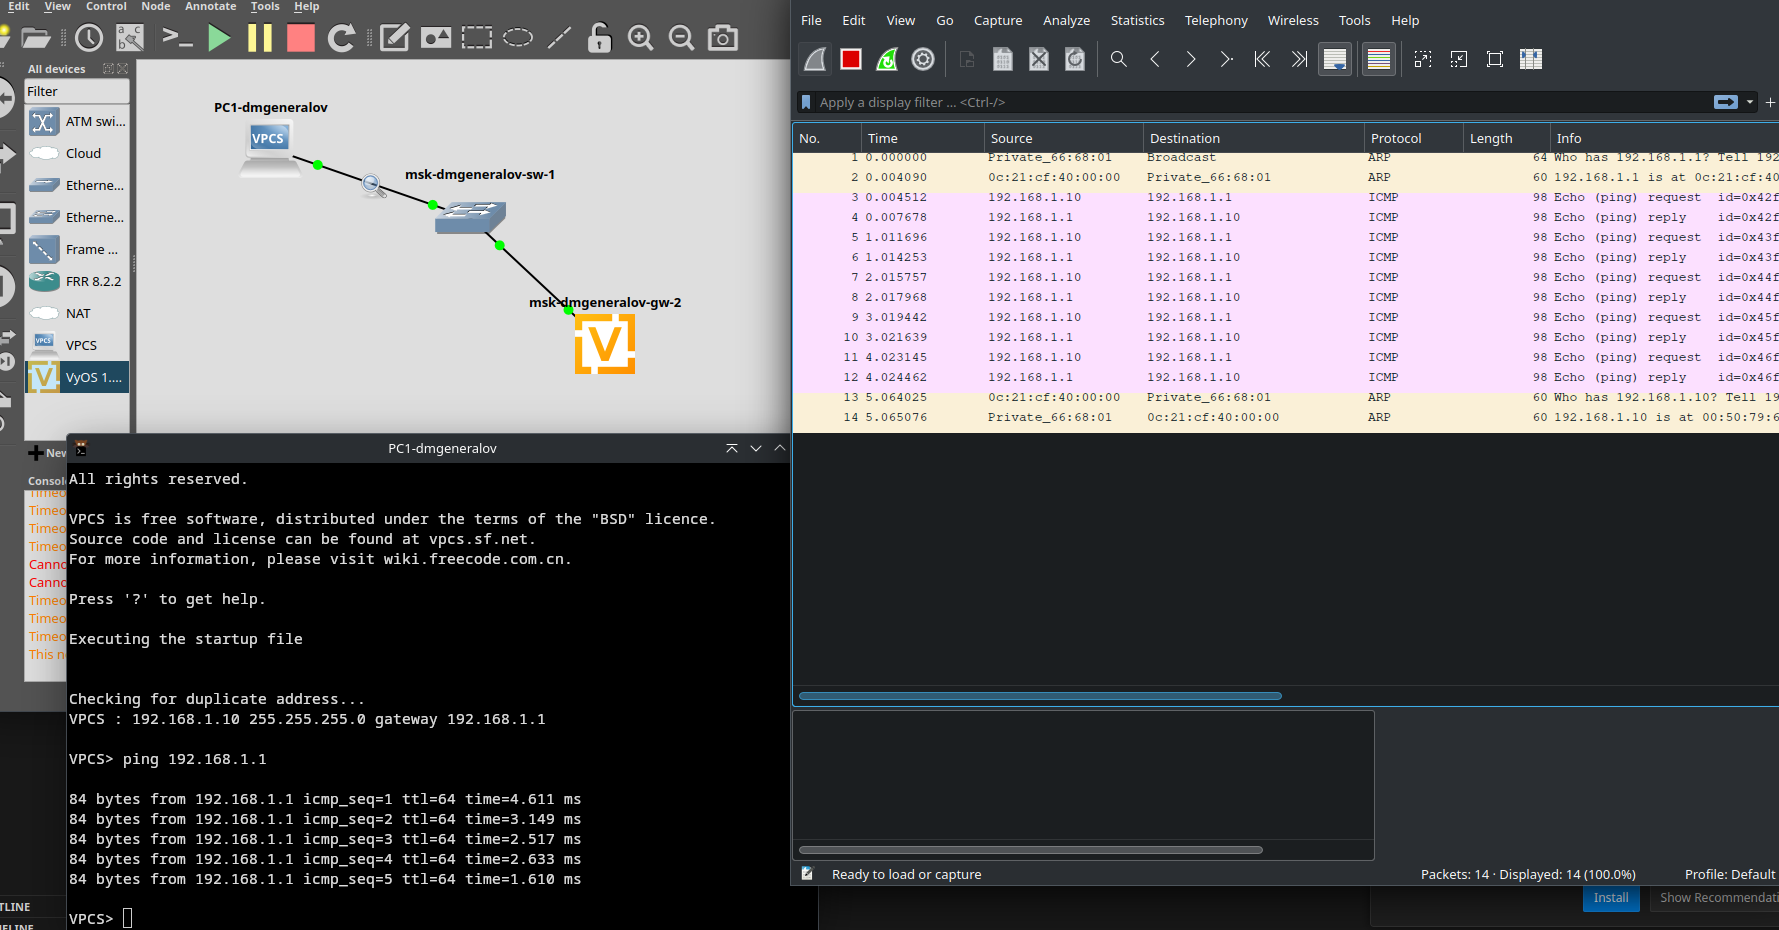 Edit View Control Node Annotate Tools Help
All devices
Filter
ATM swi...
Cloud
Etherne...
Etherne...
Frame ...
FRR 8.2.2
NAT
VPCS
VyOS 1....
New
Console
Timeo
Timeo
Timeo
Timeo
Canno
Canno
Timeo
Timeo
Timeo
This n
PC1-dmgeneralov
VPCS
msk-dmgeneralov-sw-1
msk-dmgeneralov-gw-2
V
PC1-dmgeneralov
All rights reserved.
VPCS is free software, distributed under the terms of the "BSD" licence.
Source code and license can be found at vpcs.sf.net.
For more information, please visit wiki.freecode.com.cn.
Press '?' to get help.
Executing the startup file
Checking for duplicate address...
VPCS : 192.168.1.10 255.255.255.0 gateway 192.168.1.1
VPCS> ping 192.168.1.1
84 bytes from 192.168.1.1 icmp_seq=1 ttl=64 time=4.611 ms
84 bytes from 192.168.1.1 icmp_seq=2 ttl=64 time=3.149 ms
84 bytes from 192.168.1.1 icmp_seq=3 ttl=64 time=2.517 ms
84 bytes from 192.168.1.1 icmp_seq=4 ttl=64 time=2.633 ms
84 bytes from 192.168.1.1 icmp_seq=5 ttl=64 time=1.610 ms
VPCS>
TLINE
File Edit View Go Capture Analyze Statistics Telephony Wireless Tools Help
Apply a display filter ... <Ctrl-/>
No. Time Source Destination Protocol Length Info
1 0.000000 Private_66:68:01 Broadcast ARP 64 Who has 192.168.1.1? Tell 192
2 0.004090 0c:21:cf:40:00:00 Private_66:68:01 ARP 60 192.168.1.1 is at 0c:21:cf:40
3 0.004512 192.168.1.10 192.168.1.1 ICMP 98 Echo (ping) request id=0x42f
4 0.007678 192.168.1.1 192.168.1.10 ICMP 98 Echo (ping) reply id=0x42f
5 1.011696 192.168.1.10 192.168.1.1 ICMP 98 Echo (ping) request id=0x43f
6 1.014253 192.168.1.1 192.168.1.10 ICMP 98 Echo (ping) reply id=0x43f
7 2.015757 192.168.1.10 192.168.1.1 ICMP 98 Echo (ping) request id=0x44f
8 2.017968 192.168.1.1 192.168.1.10 ICMP 98 Echo (ping) reply id=0x44f
9 3.019442 192.168.1.10 192.168.1.1 ICMP 98 Echo (ping) request id=0x45f
10 3.021639 192.168.1.1 192.168.1.10 ICMP 98 Echo (ping) reply id=0x45f
11 4.023145 192.168.1.10 192.168.1.1 ICMP 98 Echo (ping) request id=0x46f
12 4.024462 192.168.1.1 192.168.1.10 ICMP 98 Echo (ping) reply id=0x46f
13 5.064025 0c:21:cf:40:00:00 Private_66:68:01 ARP 60 Who has 192.168.1.10? Tell 19
14 5.065076 Private_66:68:01 0c:21:cf:40:00:00 ARP 60 192.168.1.10 is at 00:50:79:6
Ready to load or capture
Packets: 14 · Displayed: 14 (100.0%)
Profile: Default
Install
Show Recommendati